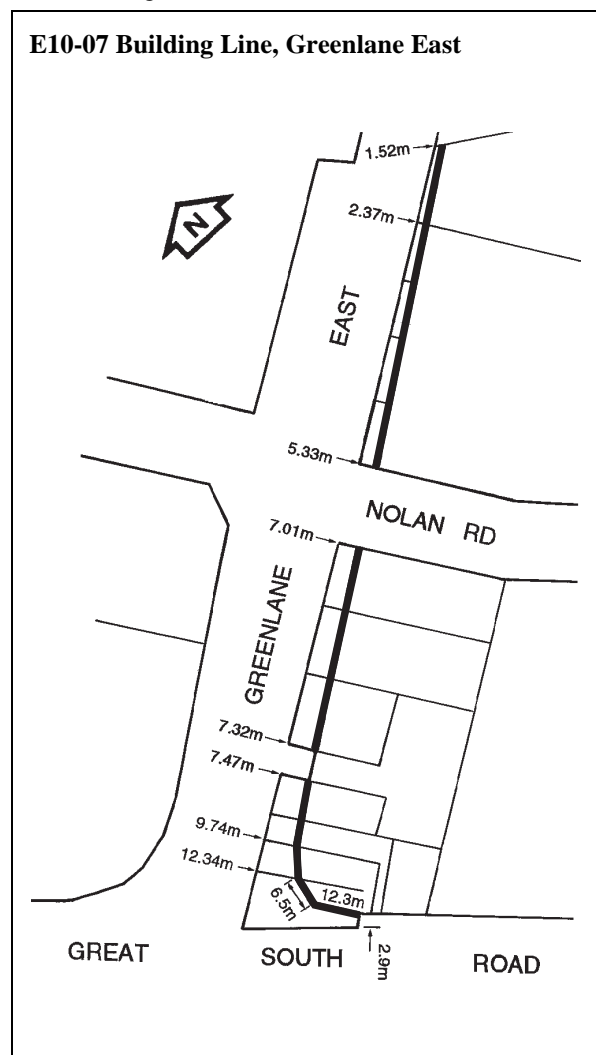 E10-07 Building Line, Greenlane East
1.52m
N
2.37m
EAST
5.33m
NOLAN RD
7.01m
GREENLANE
7.32m
7.47m
9.74m
12.34m
12.3m
6.5m
2.9m
GREAT SOUTH ROAD